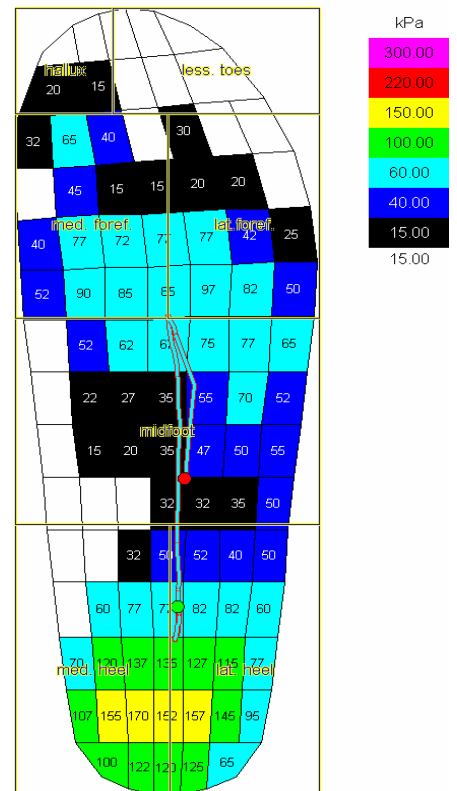 hallux
less. toes
20 15
32 65 40 30
45 15 15 20 20
med. foref.
lat.foref.
40 77 72 77 42 25
52 90 85 85 97 82 50
52 62 75 77 65
22 27 35 55 70 52
midfoot
15 20 35 47 50 55
32 32 35 50
32 50 52 40 50
60 77 82 82 60
70 120 137 135 127 115 77
med. heel
lat. heel
107 155 170 152 157 145 95
100 122 120 125 65
kPa
300.00
220.00
150.00
100.00
60.00
40.00
15.00
15.00